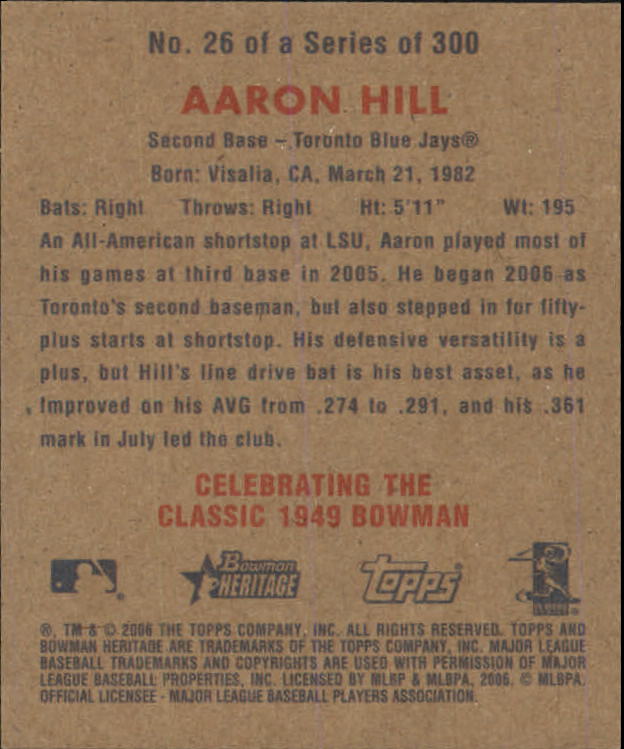 No. 26 of a Series of 300
AARON HILL
Second Base – Toronto Blue Jays®
Born: Visalia, CA, March 21, 1982
Bats: Right Throws: Right Ht: 5'11" Wt: 195
An All-American shortstop at LSU, Aaron played most of
his games at third base in 2005. He began 2006 as
Toronto's second baseman, but also stepped in for fifty-
plus starts at shortstop. His defensive versatility is a
plus, but Hill's line drive bat is his best asset, as he
improved on his AVG from .274 to .291, and his .361
mark in July led the club.
CELEBRATING THE
CLASSIC 1949 BOWMAN
Bowman
HERITAGE
topps
®, TM & © 2006 THE TOPPS COMPANY, INC. ALL RIGHTS RESERVED. TOPPS AND
BOWMAN HERITAGE ARE TRADEMARKS OF THE TOPPS COMPANY, INC. MAJOR LEAGUE
BASEBALL TRADEMARKS AND COPYRIGHTS ARE USED WITH PERMISSION OF MAJOR
LEAGUE BASEBALL PROPERTIES, INC. LICENSED BY MLBP & MLBPA, 2006. © MLBPA.
OFFICIAL LICENSEE - MAJOR LEAGUE BASEBALL PLAYERS ASSOCIATION.